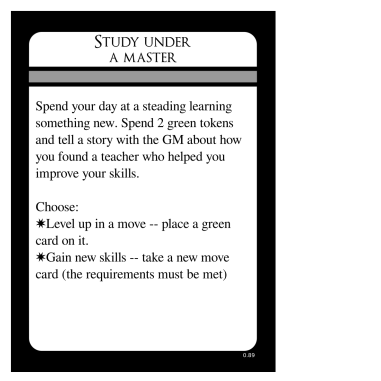 STUDY UNDER
A MASTER
Spend your day at a steading learning
something new. Spend 2 green tokens
and tell a story with the GM about how
you found a teacher who helped you
improve your skills.
Choose:
✷Level up in a move -- place a green
card on it.
✷Gain new skills -- take a new move
card (the requirements must be met)
0.89